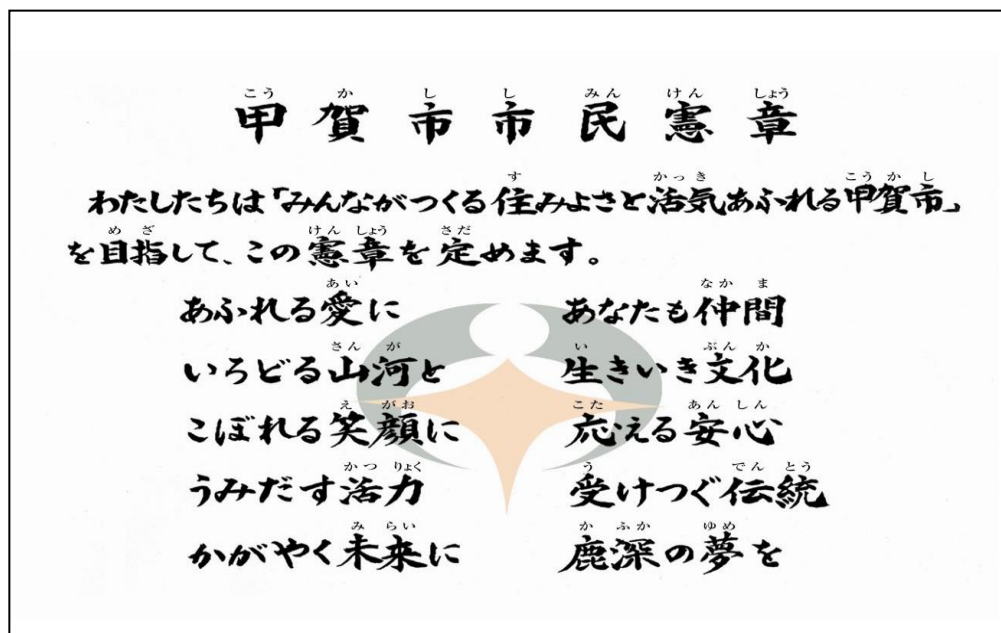 甲賀市市民憲章
わたしたちは「みんながつくる住みよさと活気あふれる甲賀市」
を目指して、この憲章を定めます。
あふれる愛に　あなたも仲間
いろどる山河と　生きいき文化
こぼれる笑顔に　応える安心
うみだす活力　受けつぐ伝統
かがやく未来に　鹿深の夢を